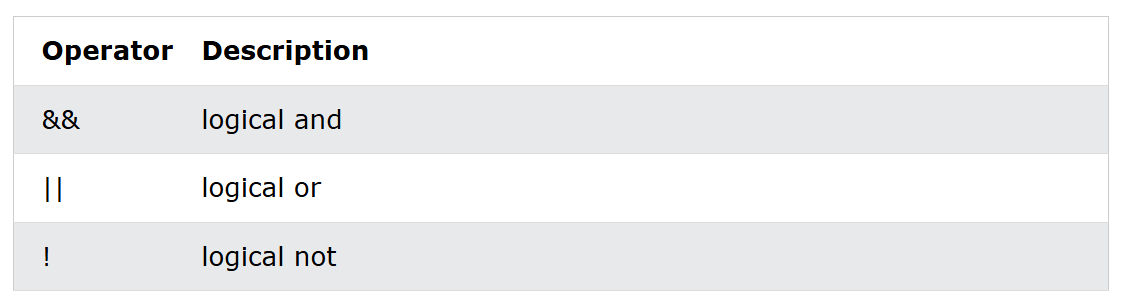 Operator Description
&& logical and
|| logical or
! logical not